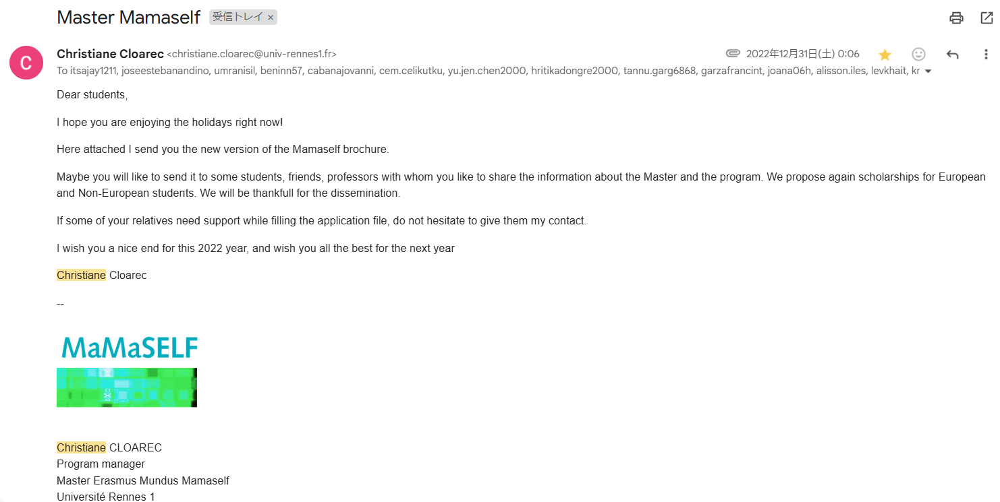 Master Mamaself 受信トレイ ×
C
Christiane Cloarec <christiane.cloarec@univ-rennes1.fr> 2022年12月31日(土) 0:06
To itsajay1211, joseestebanandino, umranisil, beninn57, cabanajovanni, cem.celikutku, yu.jen.chen2000, hritikadongre2000, tannu.garg6868, garzafrancint, joana06h, alisson.iles, levkhait, kr
Dear students,
I hope you are enjoying the holidays right now!
Here attached I send you the new version of the Mamaself brochure.
Maybe you will like to send it to some students, friends, professors with whom you like to share the information about the Master and the program. We propose again scholarships for European
and Non-European students. We will be thankfull for the dissemination.
If some of your relatives need support while filling the application file, do not hesitate to give them my contact.
I wish you a nice end for this 2022 year, and wish you all the best for the next year
Christiane Cloarec
--
MaMaSELF
Christiane CLOAREC
Program manager
Master Erasmus Mundus Mamaself
Université Rennes 1